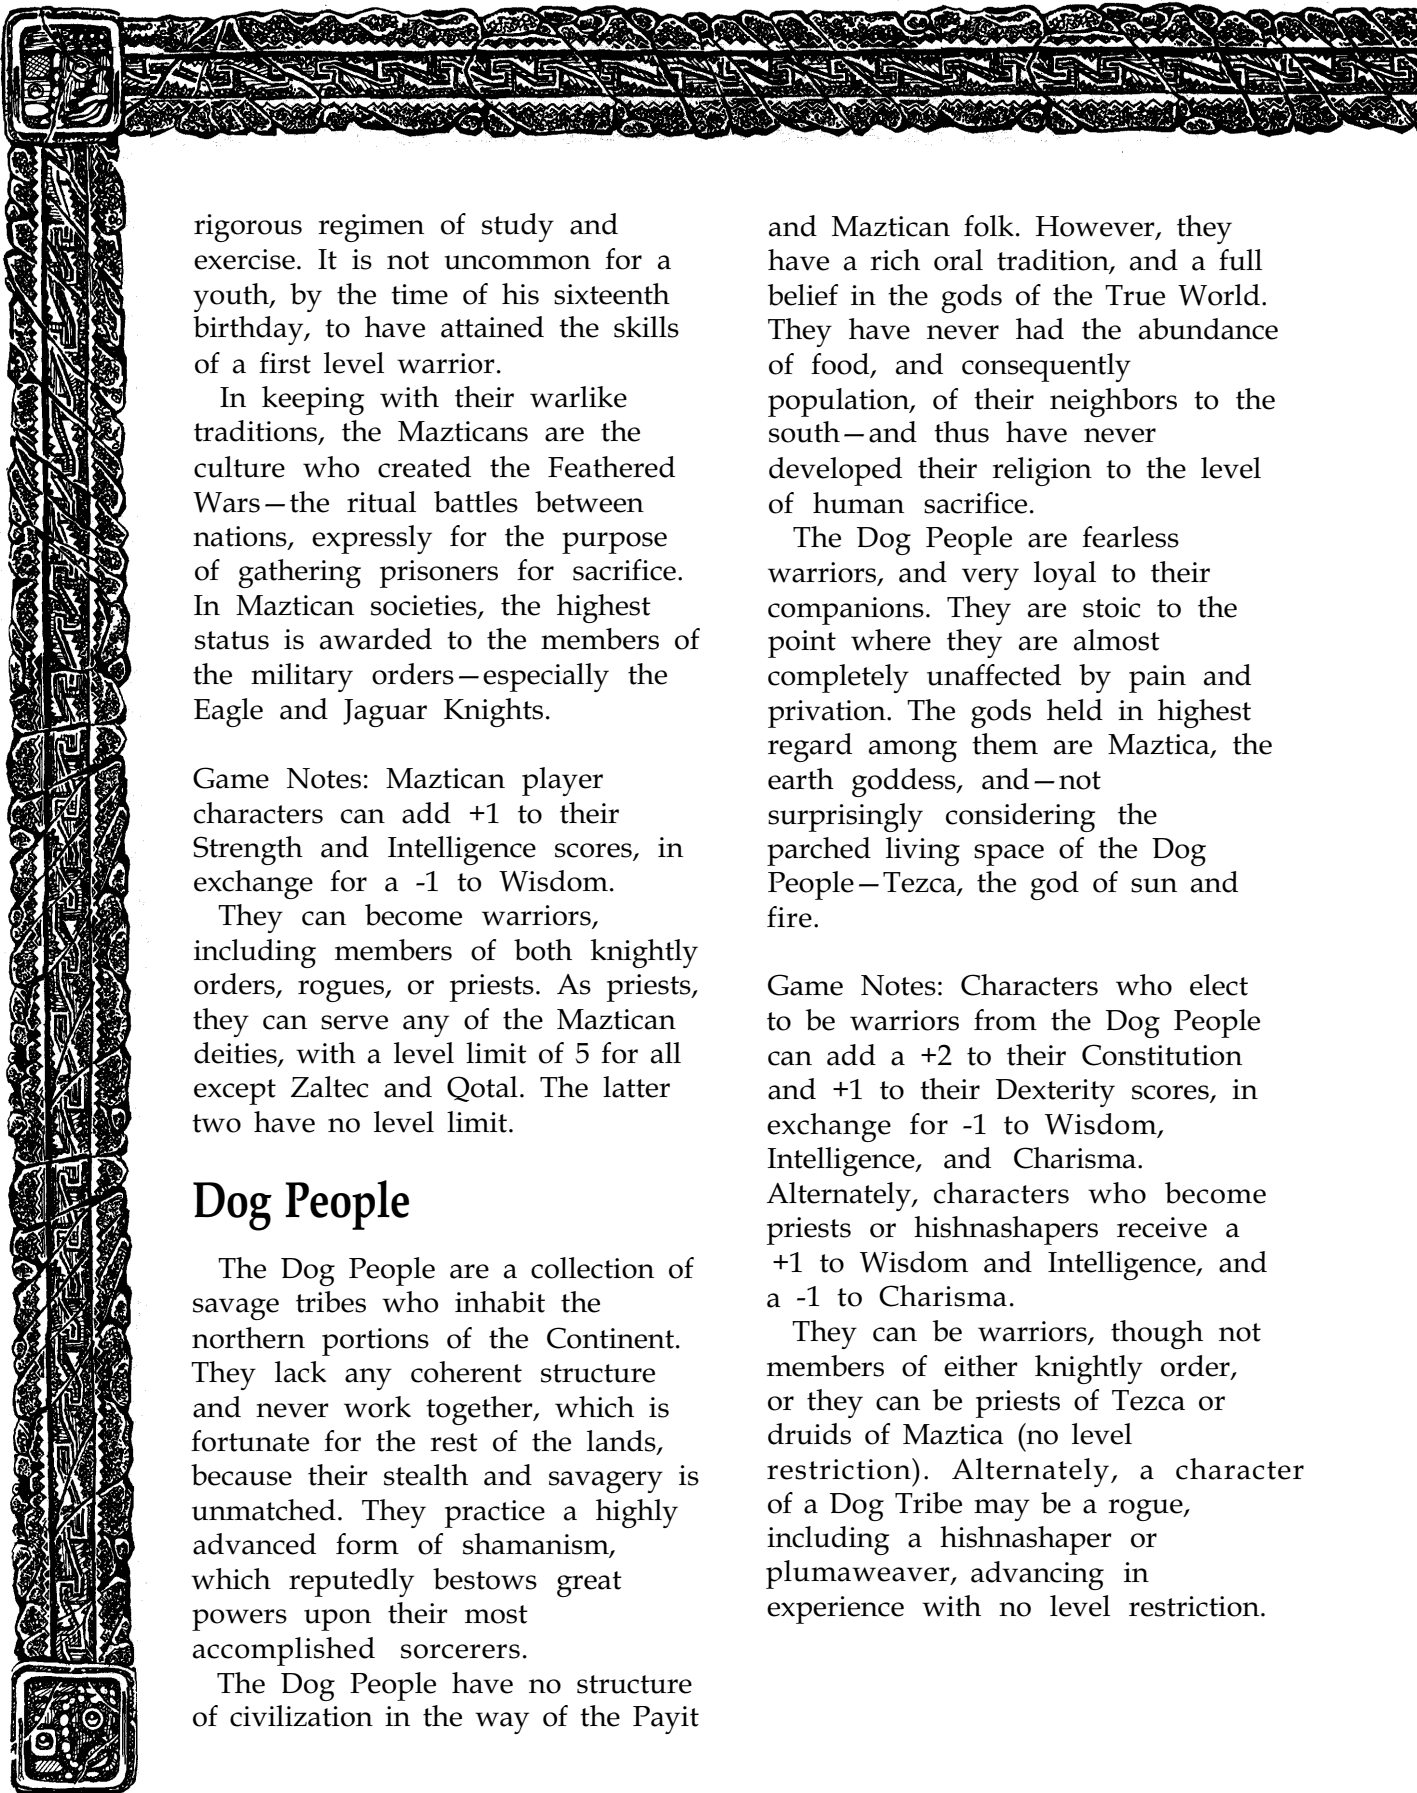 rigorous regimen of study and
exercise. It is not uncommon for a
youth, by the time of his sixteenth
birthday, to have attained the skills
of a first level warrior.
In keeping with their warlike
traditions, the Mazticans are the
culture who created the Feathered
Wars—the ritual battles between
nations, expressly for the purpose
of gathering prisoners for sacrifice.
In Maztican societies, the highest
status is awarded to the members of
the military orders—especially the
Eagle and Jaguar Knights.
Game Notes: Maztican player
characters can add +1 to their
Strength and Intelligence scores, in
exchange for a -1 to Wisdom.
They can become warriors,
including members of both knightly
orders, rogues, or priests. As priests,
they can serve any of the Maztican
deities, with a level limit of 5 for all
except Zaltec and Qotal. The latter
two have no level limit.
Dog People
The Dog People are a collection of
savage tribes who inhabit the
northern portions of the Continent.
They lack any coherent structure
and never work together, which is
fortunate for the rest of the lands,
because their stealth and savagery is
unmatched. They practice a highly
advanced form of shamanism,
which reputedly bestows great
powers upon their most
accomplished sorcerers.
The Dog People have no structure
of civilization in the way of the Payit
and Maztican folk. However, they
have a rich oral tradition, and a full
belief in the gods of the True World.
They have never had the abundance
of food, and consequently
population, of their neighbors to the
south—and thus have never
developed their religion to the level
of human sacrifice.
The Dog People are fearless
warriors, and very loyal to their
companions. They are stoic to the
point where they are almost
completely unaffected by pain and
privation. The gods held in highest
regard among them are Maztica, the
earth goddess, and—not
surprisingly considering the
parched living space of the Dog
People—Tezca, the god of sun and
fire.
Game Notes: Characters who elect
to be warriors from the Dog People
can add a +2 to their Constitution
and +1 to their Dexterity scores, in
exchange for -1 to Wisdom,
Intelligence, and Charisma.
Alternately, characters who become
priests or hishnashapers receive a
+1 to Wisdom and Intelligence, and
a -1 to Charisma.
They can be warriors, though not
members of either knightly order,
or they can be priests of Tezca or
druids of Maztica (no level
restriction). Alternately, a character
of a Dog Tribe may be a rogue,
including a hishnashaper or
plumaweaver, advancing in
experience with no level restriction.